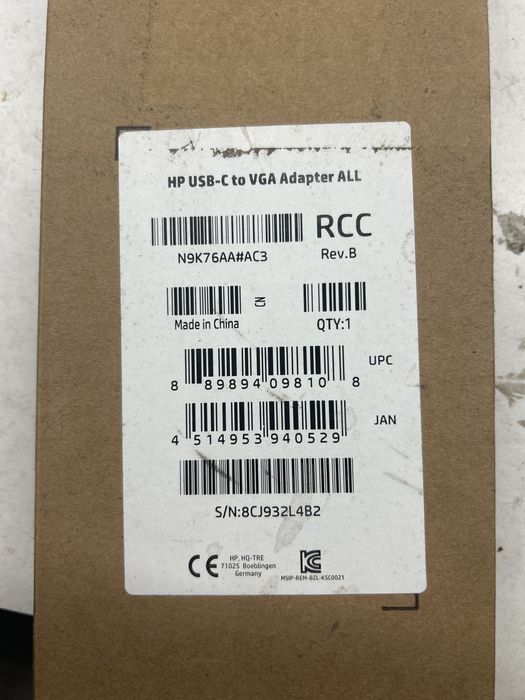 HP USB-C to VGA Adapter ALL
RCC
N9K76AA#AC3 Rev.B
CN
Made in China QTY:1
UPC
8 89894 09810 8
JAN
4 514953 940529
S/N:8CJ932L4B2
CE HP, HQ-TRE
71025 Boeblingen
Germany
MSIP-REM-BZL-KSC0021